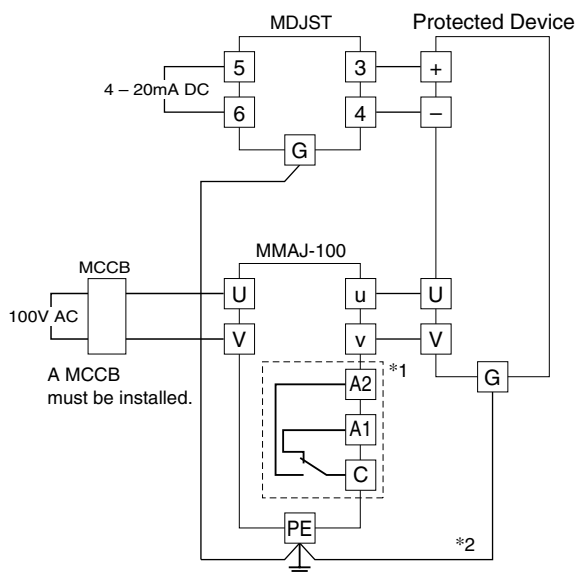 MDJST
Protected Device
5
3
+
4 – 20mA DC
6
4
–
G
MMAJ-100
MCCB
U
u
U
100V AC
V
v
V
A MCCB
must be installed.
*1
A2
G
A1
C
PE
*2